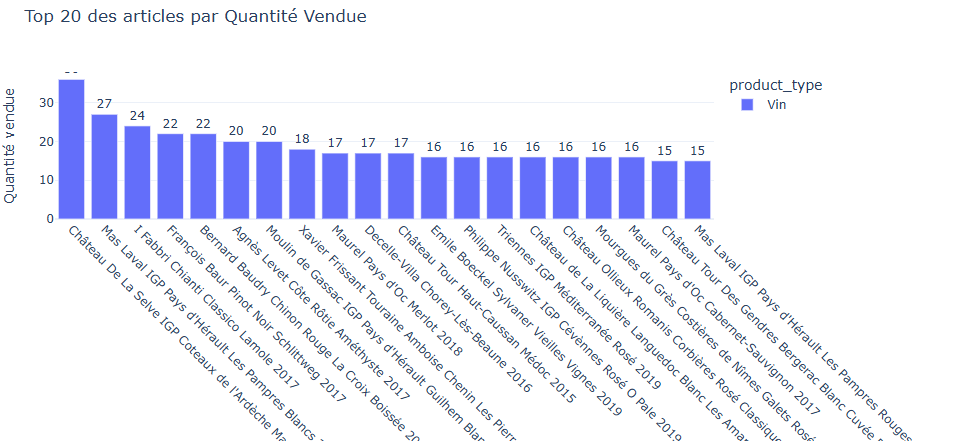 Top 20 des articles par Quantité Vendue
product_type
Vin
Quantité vendue
30
20
10
0
27
24
22
22
20
20
18
17
17
17
16
16
16
16
16
16
16
15
15
Château De La Selve IGP Coteaux de l'Ardèche
Mas Laval IGP Pays d'Hérault Les Pampres Blancs
I Fabbri Chianti Classico Lamole 2017
François Baur Pinot Noir Schlittweg 2017
Bernard Baudry Chinon Rouge La Croix Boissée
Agnès Levet Côte Rôtie Améthyste 2017
Moulin de Gassac IGP Pays d'Hérault Guilhem
Xavier Frissant Touraine Amboise Chenin Les
Maurel Pays d'Oc Merlot 2018
Decelle-Villa Chorey-Lès-Beaune 2016
Château Tour Haut-Caussan Médoc 2015
Emile Boeckel Sylvaner Vieilles Vignes 2019
Philippe Nusswitz IGP Cévènnes Rosé O Pale 2019
Triennes IGP Méditerranée Rosé 2019
Château de La Liquière Languedoc Blanc Les
Château Ollieux Romanis Corbières Rosé Classique
Mourgues du Grès Costières de Nîmes Galets
Maurel Pays d'Oc Cabernet-Sauvignon 2017
Château Tour Des Gendres Bergerac Blanc Cuvée
Mas Laval IGP Pays d'Hérault Les Pampres Rouges